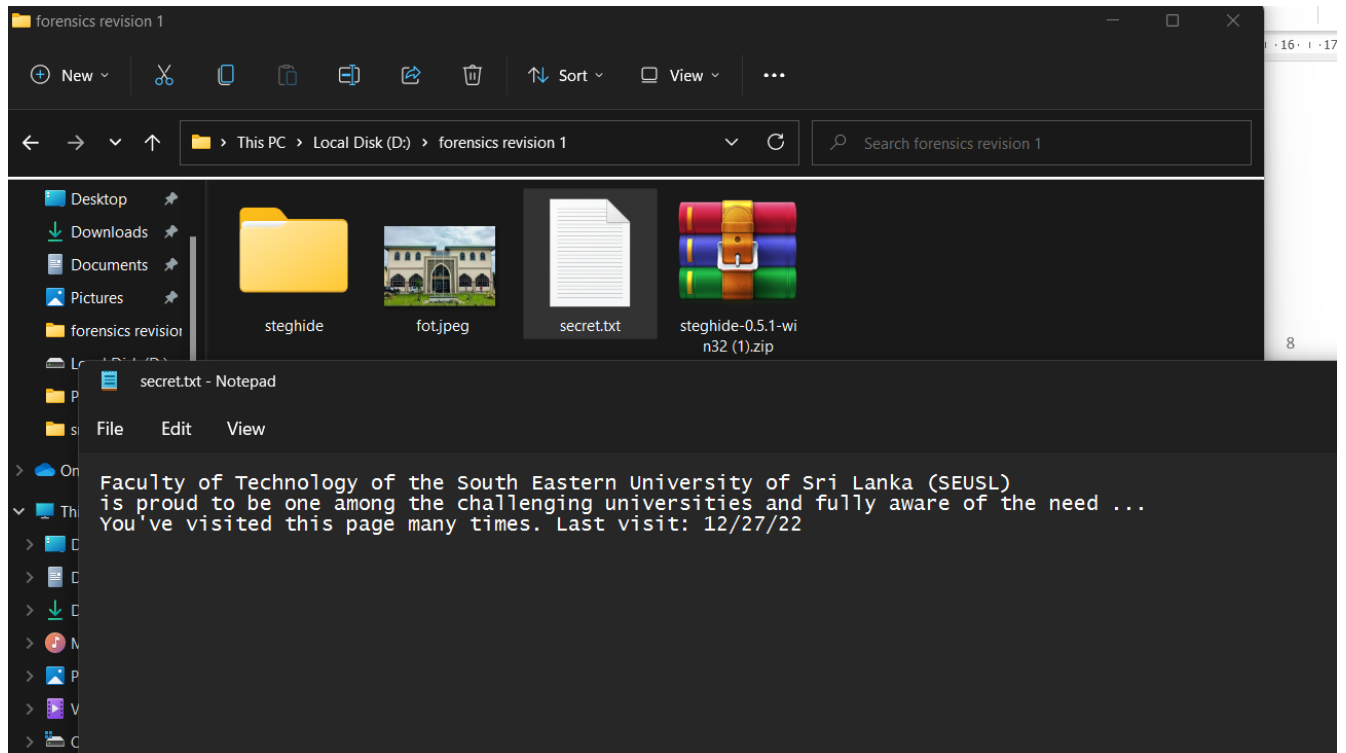 forensics revision 1
16 17
New
Sort
View
This PC > Local Disk (D:) > forensics revision 1
Search forensics revision 1
Desktop
Downloads
Documents
Pictures
forensics revision
steghide
fot.jpeg
secret.txt
steghide-0.5.1-wi
n32 (1).zip
8
secret.txt - Notepad
File Edit View
Faculty of Technology of the South Eastern University of Sri Lanka (SEUSL)
is proud to be one among the challenging universities and fully aware of the need ...
You've visited this page many times. Last visit: 12/27/22